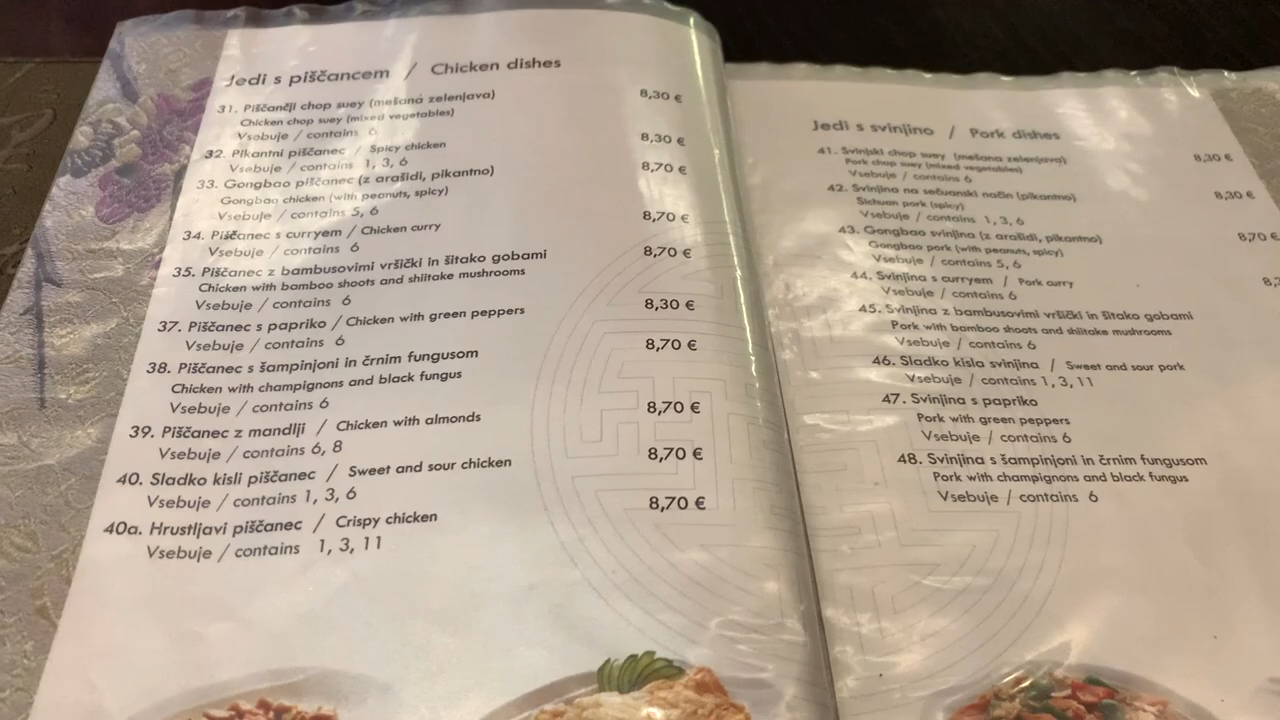 Jedi s piščancem / Chicken dishes
31. Piščančji chop suey (mešana zelenjava) 8,30 €
Chicken chop suey (mixed vegetables)
Vsebuje / contains 6
32. Pikantni piščanec / Spicy chicken 8,30 €
Vsebuje / contains 1, 3, 6
33. Gongbao piščanec (z arašidi, pikantno) 8,70 €
Gongbao chicken (with peanuts, spicy)
Vsebuje / contains 5, 6
34. Piščanec s curryem / Chicken curry 8,70 €
Vsebuje / contains 6
35. Piščanec z bambusovimi vršički in šitako gobami 8,70 €
Chicken with bamboo shoots and shiitake mushrooms
Vsebuje / contains 6
37. Piščanec s papriko / Chicken with green peppers 8,30 €
Vsebuje / contains 6
38. Piščanec s šampinjoni in črnim fungusom 8,70 €
Chicken with champignons and black fungus
Vsebuje / contains 6
39. Piščanec z mandlji / Chicken with almonds 8,70 €
Vsebuje / contains 6, 8
40. Sladko kisli piščanec / Sweet and sour chicken 8,70 €
Vsebuje / contains 1, 3, 6
40a. Hrustljavi piščanec / Crispy chicken 8,70 €
Vsebuje / contains 1, 3, 11
Jedi s svinjino / Pork dishes
41. Svinjski chop suey (mešana zelenjava) 8,30 €
Pork chop suey (mixed vegetables)
Vsebuje / contains 6
42. Svinjina na sečuanski način (pikantno) 8,30 €
Sichuan pork (spicy)
Vsebuje / contains 1, 3, 6
43. Gongbao svinjina (z arašidi, pikantno) 8,70 €
Gongbao pork (with peanuts, spicy)
Vsebuje / contains 5, 6
44. Svinjina s curryem / Pork curry
Vsebuje / contains 6
45. Svinjina z bambusovimi vršički in šitako gobami
Pork with bamboo shoots and shiitake mushrooms
Vsebuje / contains 6
46. Sladko kisla svinjina / Sweet and sour pork
Vsebuje / contains 1, 3, 11
47. Svinjina s papriko
Pork with green peppers
Vsebuje / contains 6
48. Svinjina s šampinjoni in črnim fungusom
Pork with champignons and black fungus
Vsebuje / contains 6